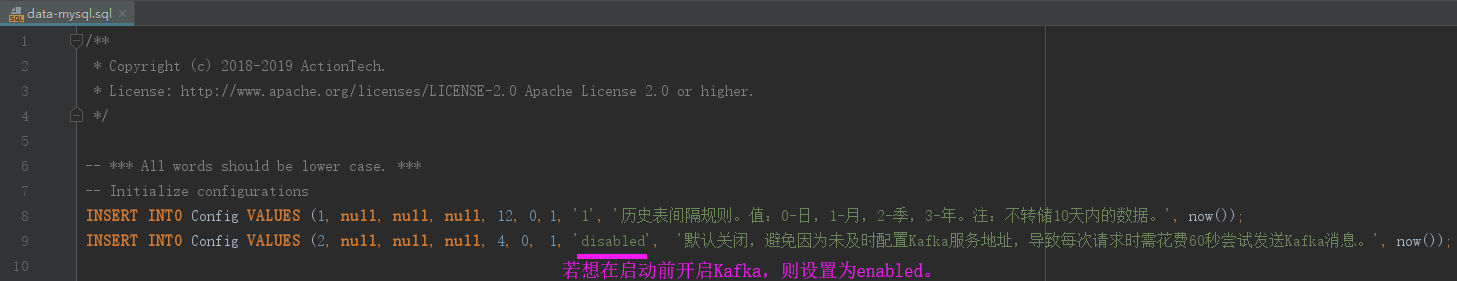 data-mysql.sql
1 /**
2 * Copyright (c) 2018-2019 ActionTech.
3 * License: http://www.apache.org/licenses/LICENSE-2.0 Apache License 2.0 or higher.
4 */
5
6 -- *** All words should be lower case. ***
7 -- Initialize configurations
8 INSERT INTO Config VALUES (1, null, null, null, 12, 0, 1, '1', '历史表间隔规则。值：0-日，1-月，2-季，3-年。注：不转储10天内的数据。', now());
9 INSERT INTO Config VALUES (2, null, null, null, 4, 0, 1, 'disabled', '默认关闭，避免因为未及时配置Kafka服务地址，导致每次请求时需花费60秒尝试发送Kafka消息。', now());
10 若想在启动前开启Kafka，则设置为enabled。